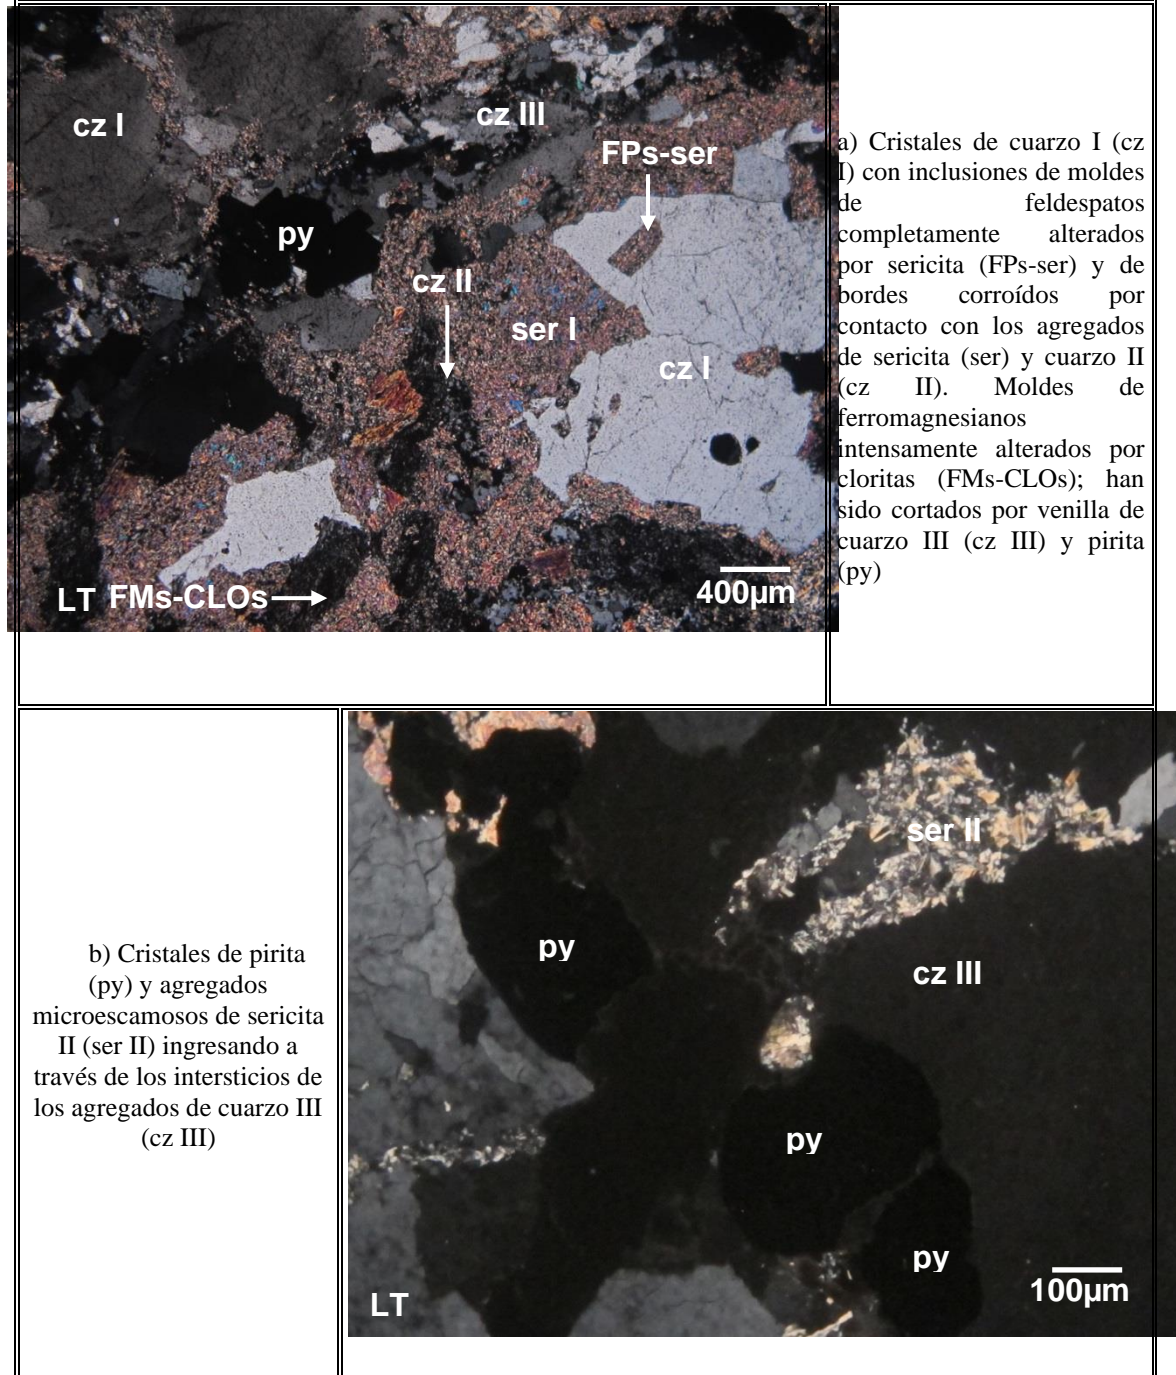 cz I
cz III
FPs-ser
py
cz II
ser I
cz I
400µm
LT FMs-CLOs
a) Cristales de cuarzo I (cz
I) con inclusiones de moldes
de feldespatos
completamente alterados
por sericita (FPs-ser) y de
bordes corroídos por
contacto con los agregados
de sericita (ser) y cuarzo II
(cz II). Moldes de
ferromagnesianos
intensamente alterados por
cloritas (FMs-CLOs); han
sido cortados por venilla de
cuarzo III (cz III) y pirita
(py)
b) Cristales de pirita
(py) y agregados
microescamosos de sericita
II (ser II) ingresando a
través de los intersticios de
los agregados de cuarzo III
(cz III)
ser II
py
cz III
py
py
100µm
LT